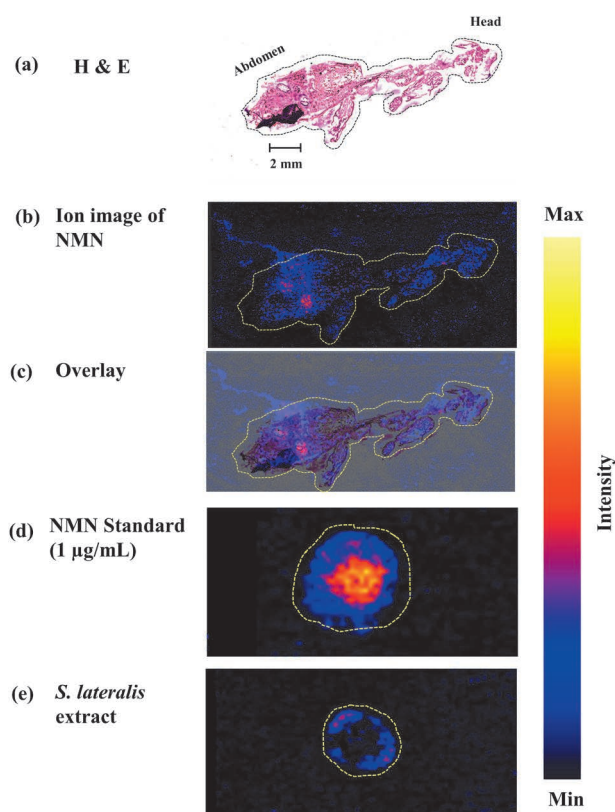 Head
(a) H & E
Abdomen
2 mm
(b) Ion image of
NMN
Max
(c) Overlay
Intensity
(d) NMN Standard
(1 µg/mL)
(e) S. lateralis
extract
Min